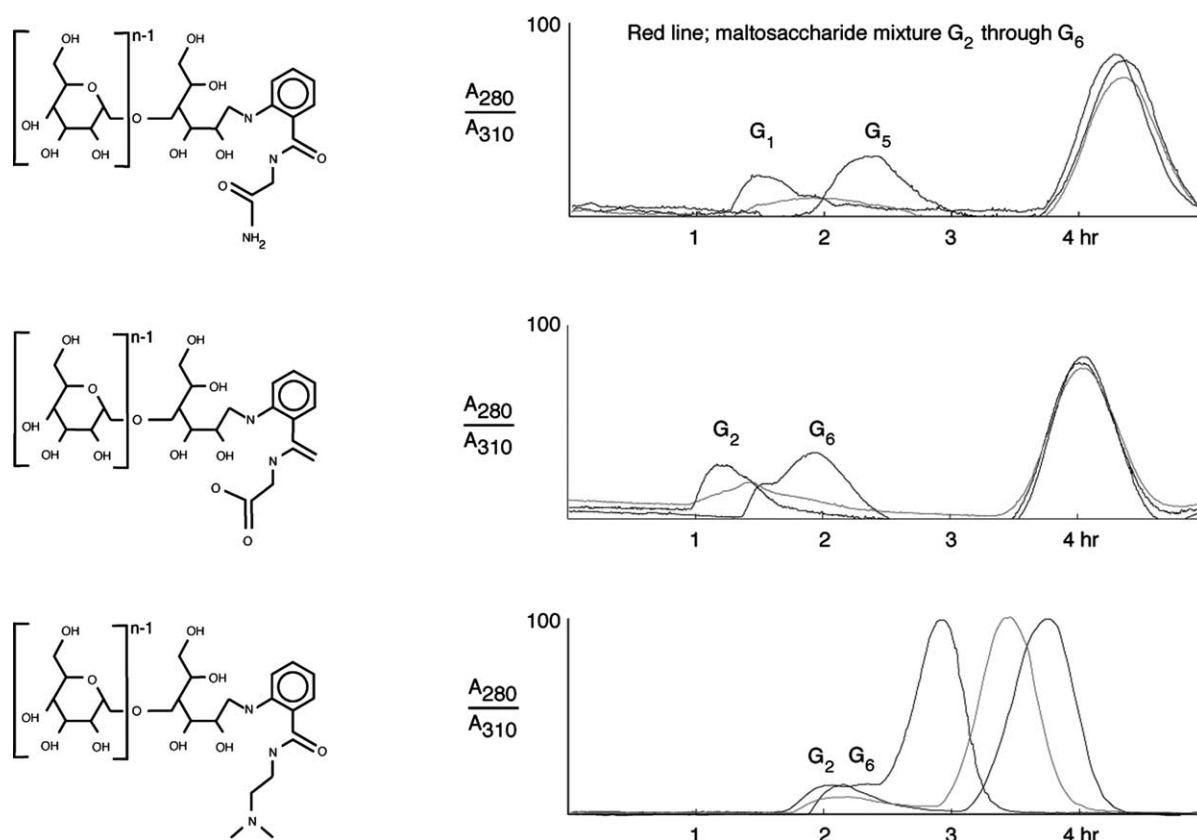 OH n-1 OH
O OH
OH O N
OH OH OH OH
N O
O
NH2
100
Red line; maltosaccharide mixture G2 through G6
A280
A310
G1 G5
1 2 3 4 hr
OH n-1 OH
O OH
OH O N
OH OH OH OH
N
O
O
100
A280
A310
G2 G6
1 2 3 4 hr
OH n-1 OH
O OH
OH O N
OH OH OH OH
N O
N
100
A280
A310
G2 G6
1 2 3 4 hr